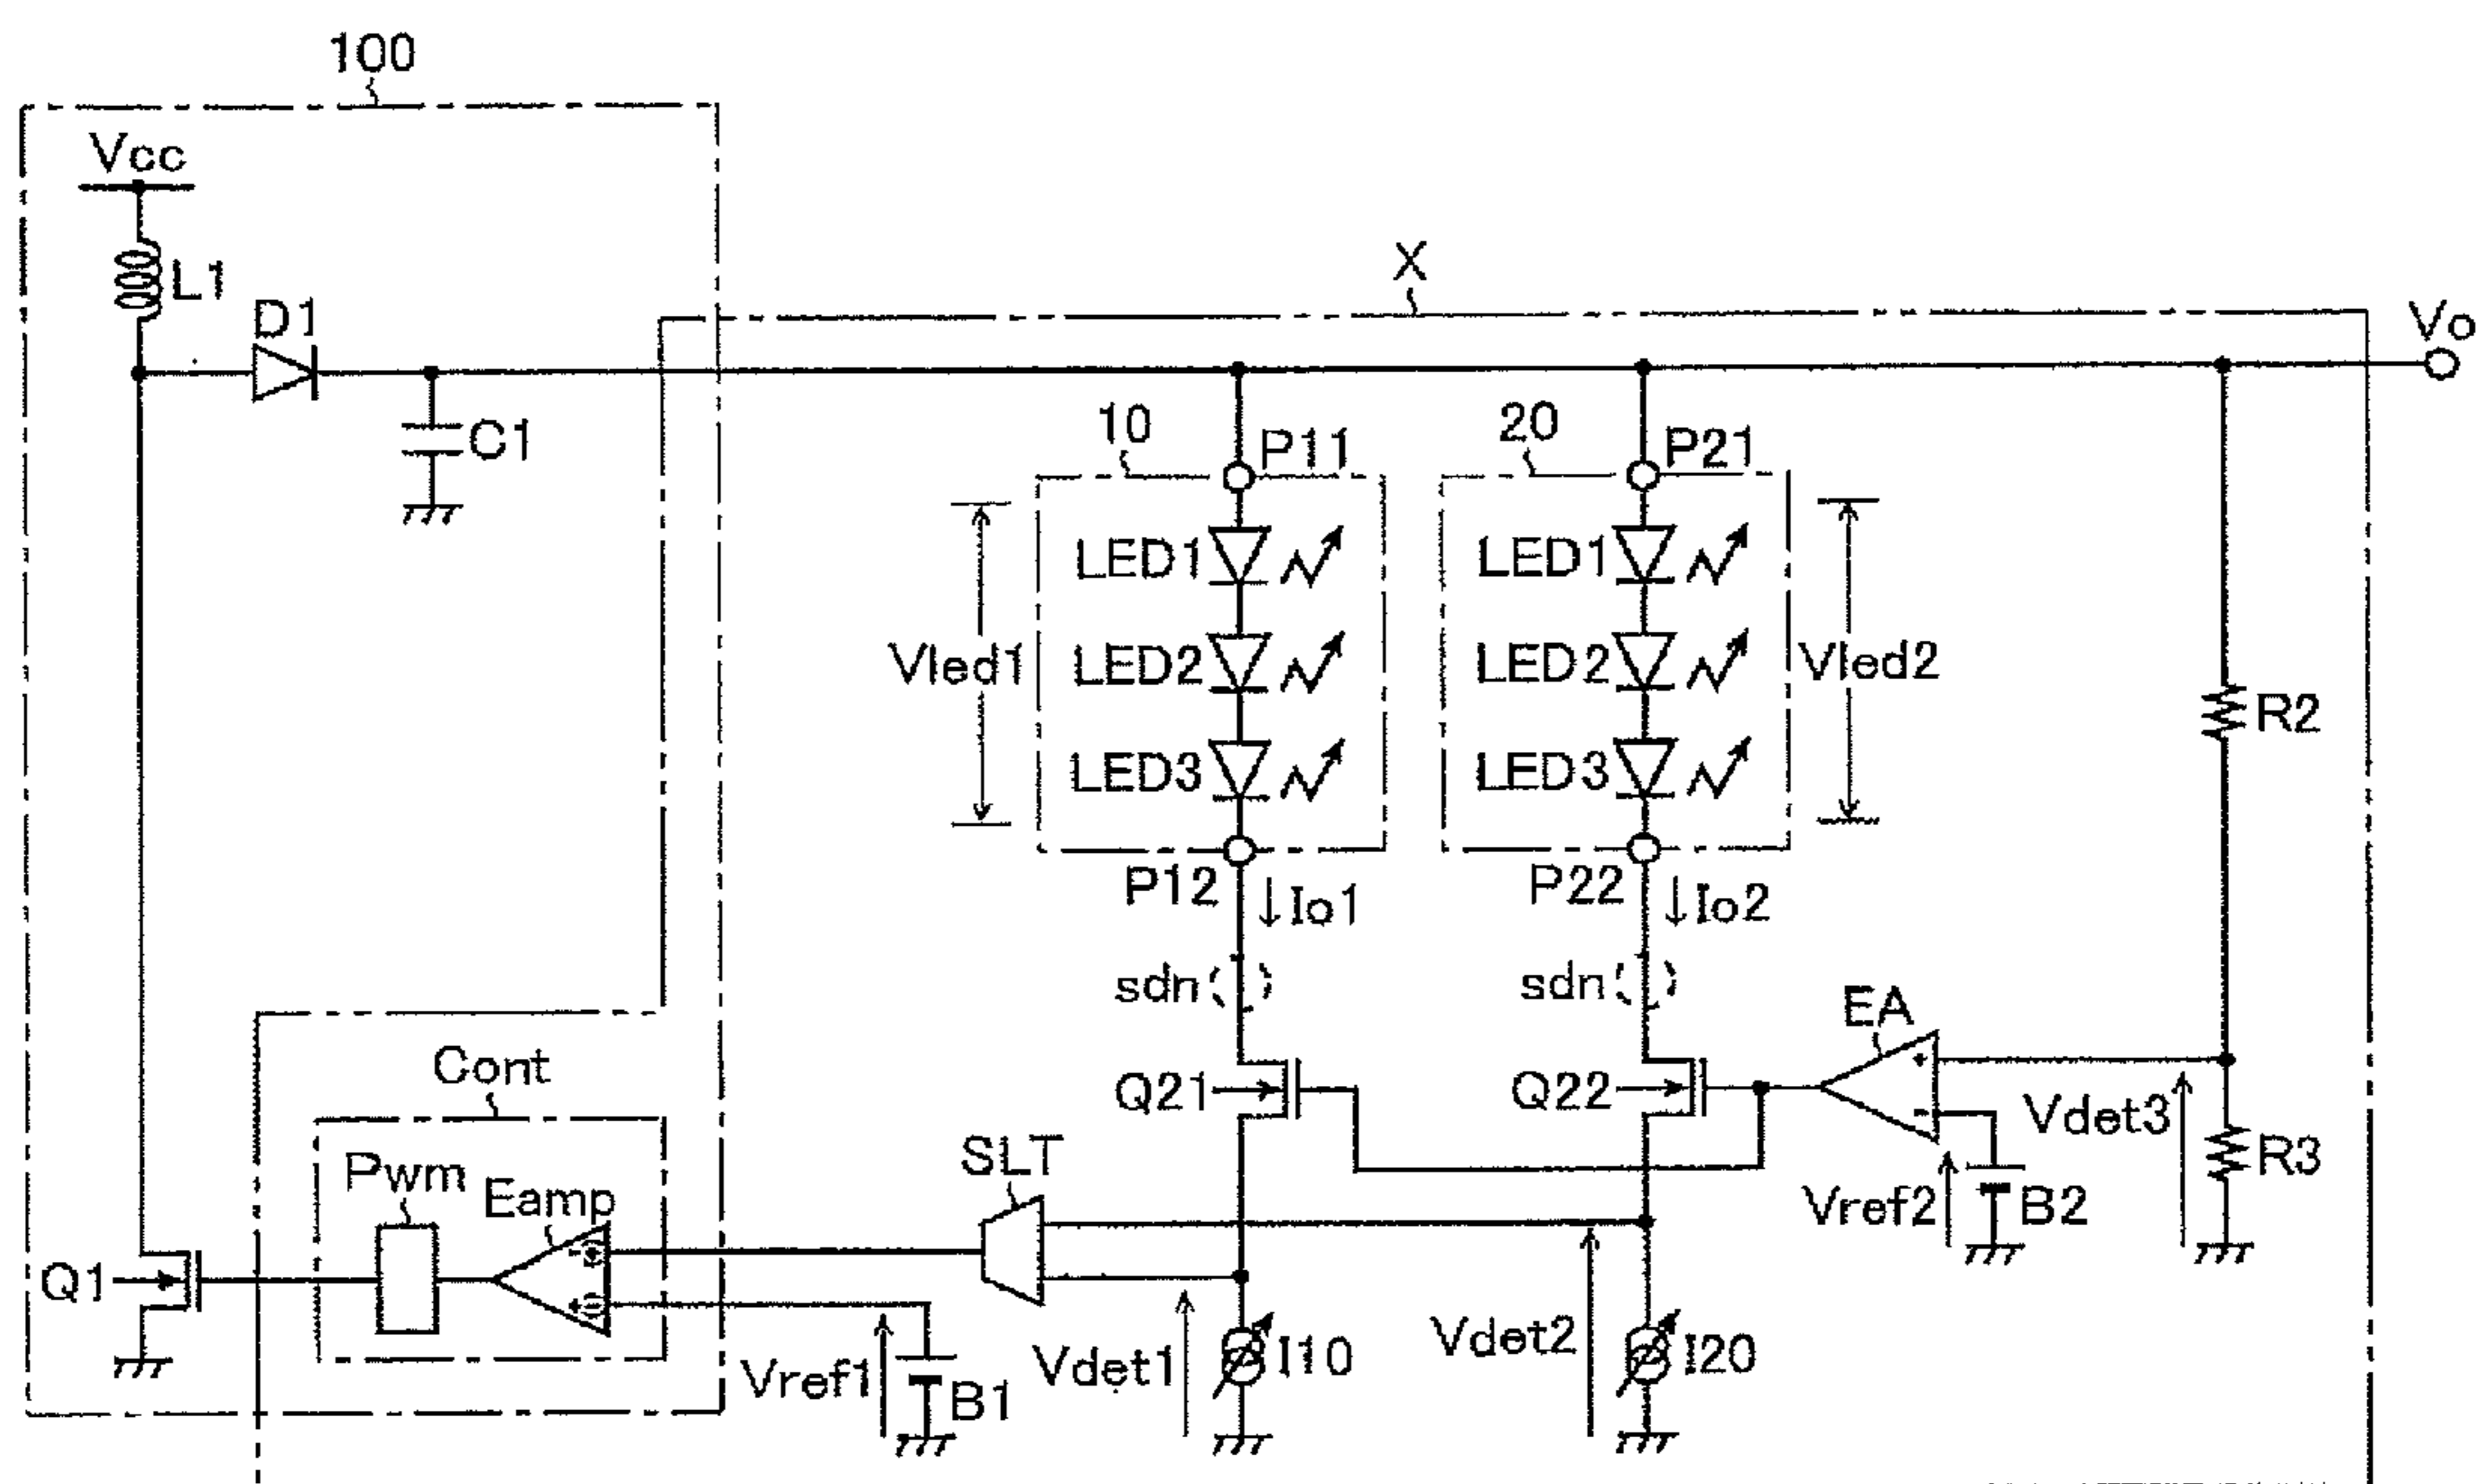 100
Vcc
L1
D1
C1
X
Vo
10
P11
20
P21
LED1
LED1
Vled1
LED2
LED2
Vled2
LED3
LED3
R2
P12
Io1
P22
Io2
sdn
sdn
EA
+
-
Cont
Q21
Q22
Vdet3
R3
SLT
Pwm
Eamp
Vref2
B2
Q1
Vref1
B1
Vdet1
I10
Vdet2
I20